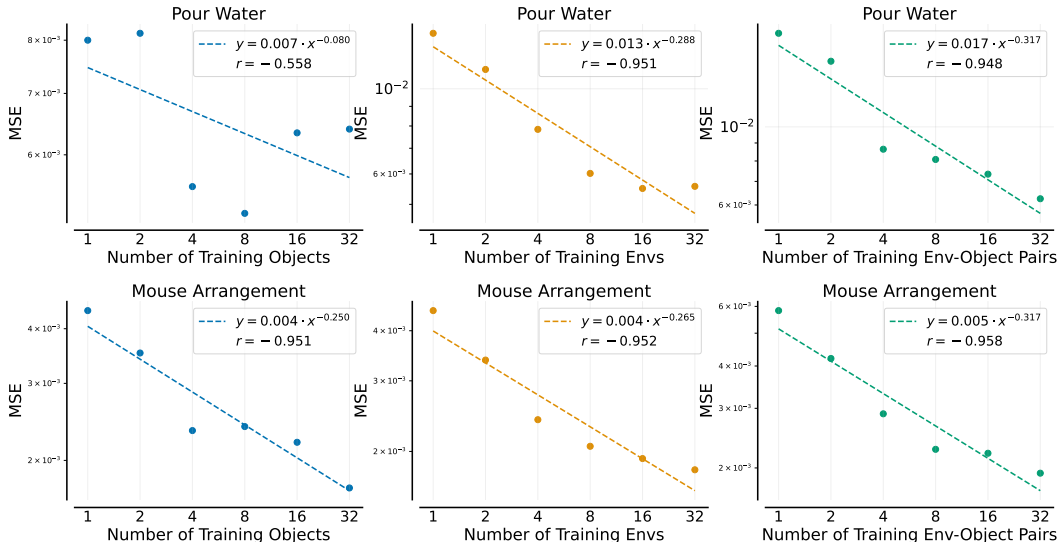 Pour Water
MSE
8 × 10⁻³
7 × 10⁻³
6 × 10⁻³
y = 0.007 · x^−0.080
r = −0.558
1 2 4 8 16 32
Number of Training Objects
Pour Water
MSE
10⁻²
6 × 10⁻³
y = 0.013 · x^−0.288
r = −0.951
1 2 4 8 16 32
Number of Training Envs
Pour Water
MSE
10⁻²
6 × 10⁻³
y = 0.017 · x^−0.317
r = −0.948
1 2 4 8 16 32
Number of Training Env-Object Pairs
Mouse Arrangement
MSE
4 × 10⁻³
3 × 10⁻³
2 × 10⁻³
y = 0.004 · x^−0.250
r = −0.951
1 2 4 8 16 32
Number of Training Objects
Mouse Arrangement
MSE
4 × 10⁻³
3 × 10⁻³
2 × 10⁻³
y = 0.004 · x^−0.265
r = −0.952
1 2 4 8 16 32
Number of Training Envs
Mouse Arrangement
MSE
6 × 10⁻³
4 × 10⁻³
3 × 10⁻³
2 × 10⁻³
y = 0.005 · x^−0.317
r = −0.958
1 2 4 8 16 32
Number of Training Env-Object Pairs